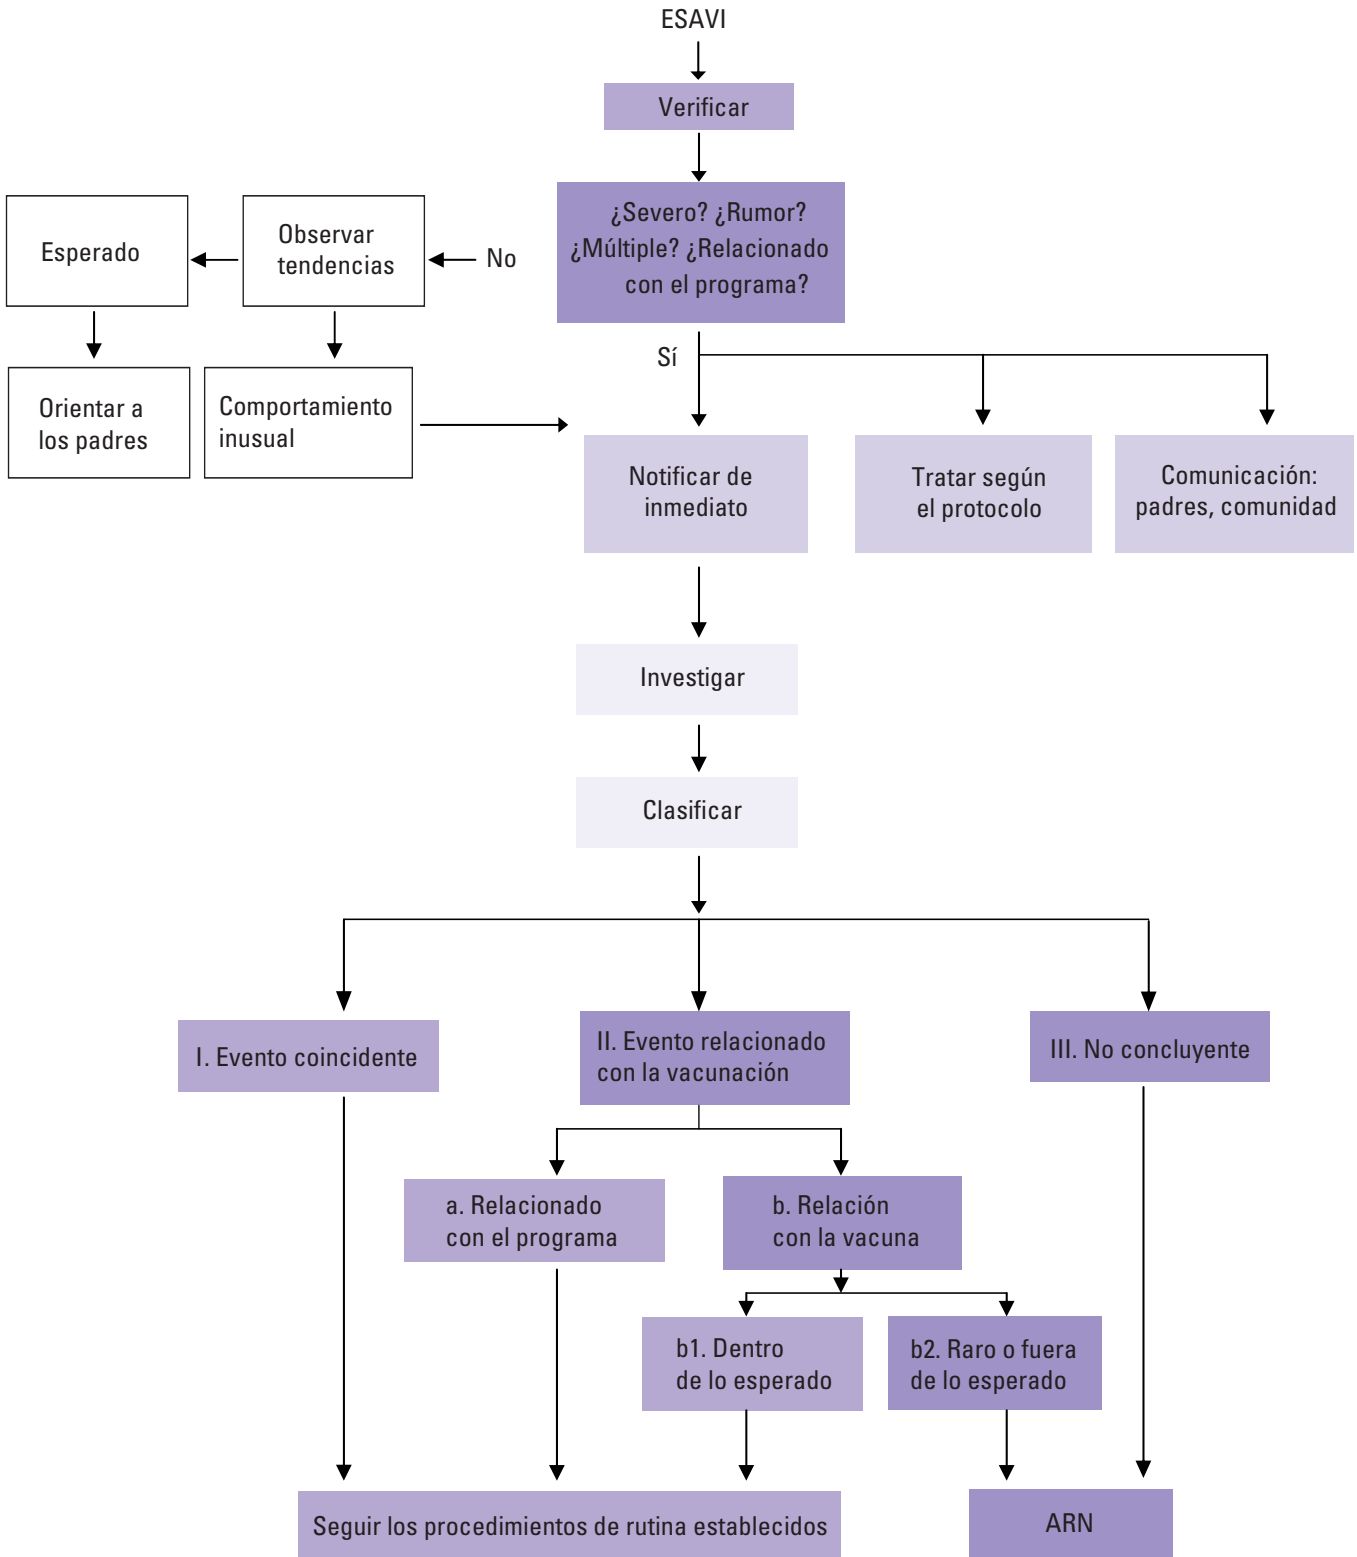 ESAVI
Verificar
¿Severo? ¿Rumor?
¿Múltiple? ¿Relacionado
con el programa?
No
Observar
tendencias
Esperado
Orientar a
los padres
Comportamiento
inusual
Sí
Notificar de
inmediato
Tratar según
el protocolo
Comunicación:
padres, comunidad
Investigar
Clasificar
I. Evento coincidente
II. Evento relacionado
con la vacunación
III. No concluyente
a. Relacionado
con el programa
b. Relación
con la vacuna
b1. Dentro
de lo esperado
b2. Raro o fuera
de lo esperado
Seguir los procedimientos de rutina establecidos
ARN